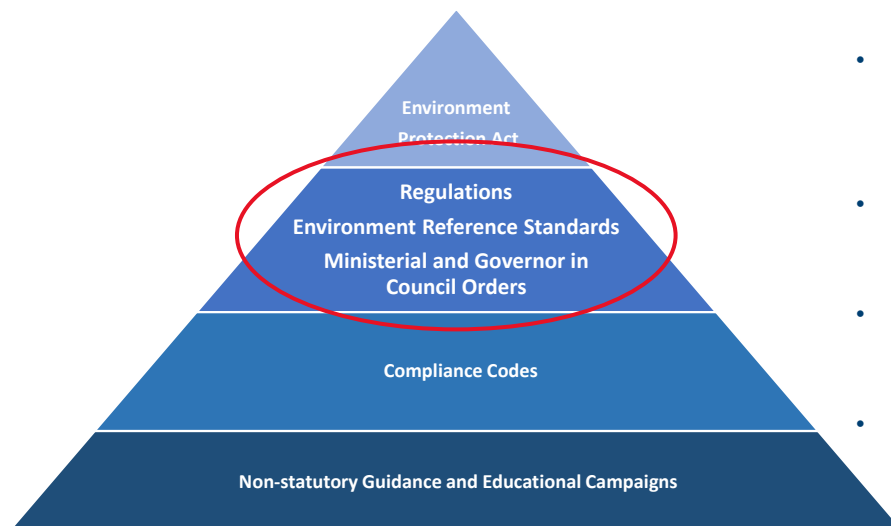 Environment
Protection Act
Regulations
Environment Reference Standards
Ministerial and Governor in
Council Orders
Compliance Codes
Non-statutory Guidance and Educational Campaigns